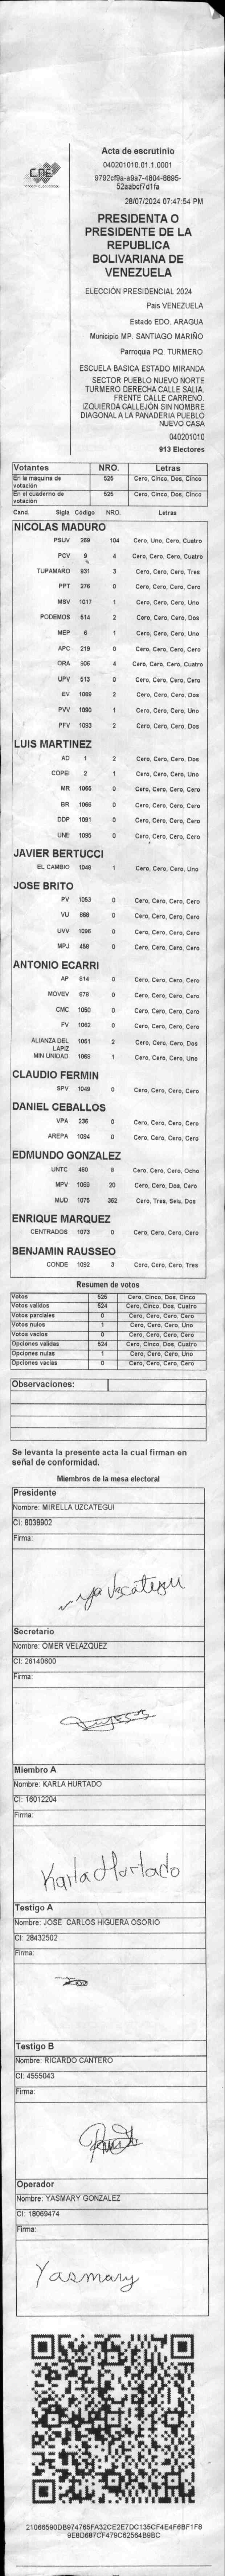 CNE
Acta de escrutinio
040201010.01.1.0001
9792cf9a-a9a7-4804-8895-
52aabcf7d1fa
28/07/2024 07:47:54 PM
PRESIDENTA O
PRESIDENTE DE LA
REPUBLICA
BOLIVARIANA DE
VENEZUELA
ELECCIÓN PRESIDENCIAL 2024
Pais VENEZUELA
Estado EDO. ARAGUA
Municipio MP. SANTIAGO MARIÑO
Parroquia PQ. TURMERO
ESCUELA BASICA ESTADO MIRANDA
SECTOR PUEBLO NUEVO NORTE
TURMERO DERECHA CALLE SALIA.
FRENTE CALLE CARRENO.
IZQUIERDA CALLEJÓN SIN NOMBRE
DIAGONAL A LA PANADERIA PUEBLO
NUEVO CASA
040201010
913 Electores
Votantes NRO. Letras
En la máquina de votación 525 Cero, Cinco, Dos, Cinco
En el cuaderno de votación 525 Cero, Cinco, Dos, Cinco
Cand. Sigla Código NRO. Letras
NICOLAS MADURO
PSUV 269 104 Cero, Uno, Cero, Cuatro
PCV 9 4 Cero, Cero, Cero, Cuatro
TUPAMARO 931 3 Cero, Cero, Cero, Tres
PPT 276 0 Cero, Cero, Cero, Cero
MSV 1017 1 Cero, Cero, Cero, Uno
PODEMOS 514 2 Cero, Cero, Cero, Dos
MEP 6 1 Cero, Cero, Cero, Uno
APC 219 0 Cero, Cero, Cero, Cero
ORA 906 4 Cero, Cero, Cero, Cuatro
UPV 513 0 Cero, Cero, Cero, Cero
EV 1089 2 Cero, Cero, Cero, Dos
PVV 1090 1 Cero, Cero, Cero, Uno
PFV 1093 2 Cero, Cero, Cero, Dos
LUIS MARTINEZ
AD 1 2 Cero, Cero, Cero, Dos
COPEI 2 1 Cero, Cero, Cero, Uno
MR 1065 0 Cero, Cero, Cero, Cero
BR 1066 0 Cero, Cero, Cero, Cero
DDP 1091 0 Cero, Cero, Cero, Cero
UNE 1095 0 Cero, Cero, Cero, Cero
JAVIER BERTUCCI
EL CAMBIO 1048 1 Cero, Cero, Cero, Uno
JOSE BRITO
PV 1053 0 Cero, Cero, Cero, Cero
VU 868 0 Cero, Cero, Cero, Cero
UVV 1096 0 Cero, Cero, Cero, Cero
MPJ 458 0 Cero, Cero, Cero, Cero
ANTONIO ECARRI
AP 814 0 Cero, Cero, Cero, Cero
MOVEV 878 0 Cero, Cero, Cero, Cero
CMC 1050 0 Cero, Cero, Cero, Cero
FV 1062 0 Cero, Cero, Cero, Cero
ALIANZA DEL LAPIZ 1051 2 Cero, Cero, Cero, Dos
MIN UNIDAD 1069 1 Cero, Cero, Cero, Uno
CLAUDIO FERMIN
SPV 1049 0 Cero, Cero, Cero, Cero
DANIEL CEBALLOS
VPA 236 0 Cero, Cero, Cero, Cero
AREPA 1094 0 Cero, Cero, Cero, Cero
EDMUNDO GONZALEZ
UNTC 460 8 Cero, Cero, Cero, Ocho
MPV 1059 20 Cero, Cero, Dos, Cero
MUD 1075 362 Cero, Tres, Seis, Dos
ENRIQUE MARQUEZ
CENTRADOS 1073 0 Cero, Cero, Cero, Cero
BENJAMIN RAUSSEO
CONDE 1092 3 Cero, Cero, Cero, Tres
Resumen de votos
Votos 525 Cero, Cinco, Dos, Cinco
Votos validos 524 Cero, Cinco, Dos, Cuatro
Votos parciales 0 Cero, Cero, Cero, Cero
Votos nulos 1 Cero, Cero, Cero, Uno
Votos vacios 0 Cero, Cero, Cero, Cero
Opciones validas 524 Cero, Cinco, Dos, Cuatro
Opciones nulas 1 Cero, Cero, Cero, Uno
Opciones vacias 0 Cero, Cero, Cero, Cero
Observaciones:
Se levanta la presente acta la cual firman en
señal de conformidad.
Miembros de la mesa electoral
Presidente
Nombre: MIRELLA UZCATEGUI
CI: 8038902
Firma:
Uzcategui
Secretario
Nombre: OMER VELAZQUEZ
CI: 26140600
Firma:
Miembro A
Nombre: KARLA HURTADO
CI: 16012204
Firma:
Karla Hurtado
Testigo A
Nombre: JOSE CARLOS HIGUERA OSORIO
CI: 28432502
Firma:
Testigo B
Nombre: RICARDO CANTERO
CI: 4555043
Firma:
Operador
Nombre: YASMARY GONZALEZ
CI: 18069474
Firma:
Yasmary
21066590DB974765FA32CE2E7DC135CF4E4F6BF1F8
9E8D687CF479C62564B9BC